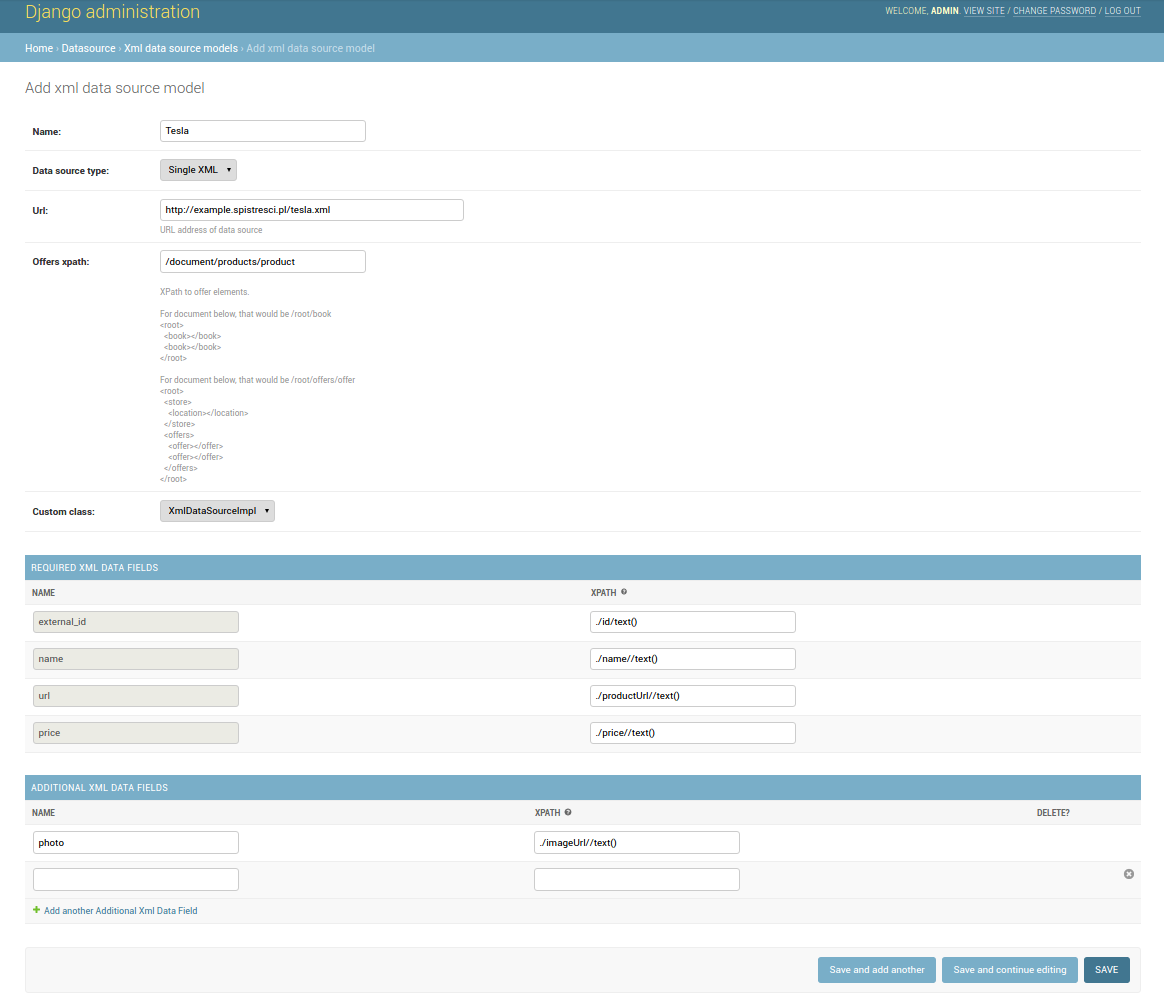 Django administration
WELCOME, ADMIN. VIEW SITE / CHANGE PASSWORD / LOG OUT
Home › Datasource › Xml data source models › Add xml data source model
Add xml data source model
Name: Tesla
Data source type: Single XML
Url: http://example.spistresci.pl/tesla.xml
URL address of data source
Offers xpath: /document/products/product
XPath to offer elements.
For document below, that would be /root/book
<root>
<book></book>
<book></book>
</root>
For document below, that would be /root/offers/offer
<root>
<store>
<location></location>
</store>
<offers>
<offer></offer>
<offer></offer>
</offers>
</root>
Custom class: XmlDataSourceImpl
REQUIRED XML DATA FIELDS
NAME XPATH
external_id ./id/text()
name ./name//text()
url ./productUrl//text()
price ./price//text()
ADDITIONAL XML DATA FIELDS
NAME XPATH DELETE?
photo ./imageUrl//text()
Add another Additional Xml Data Field
Save and add another Save and continue editing SAVE